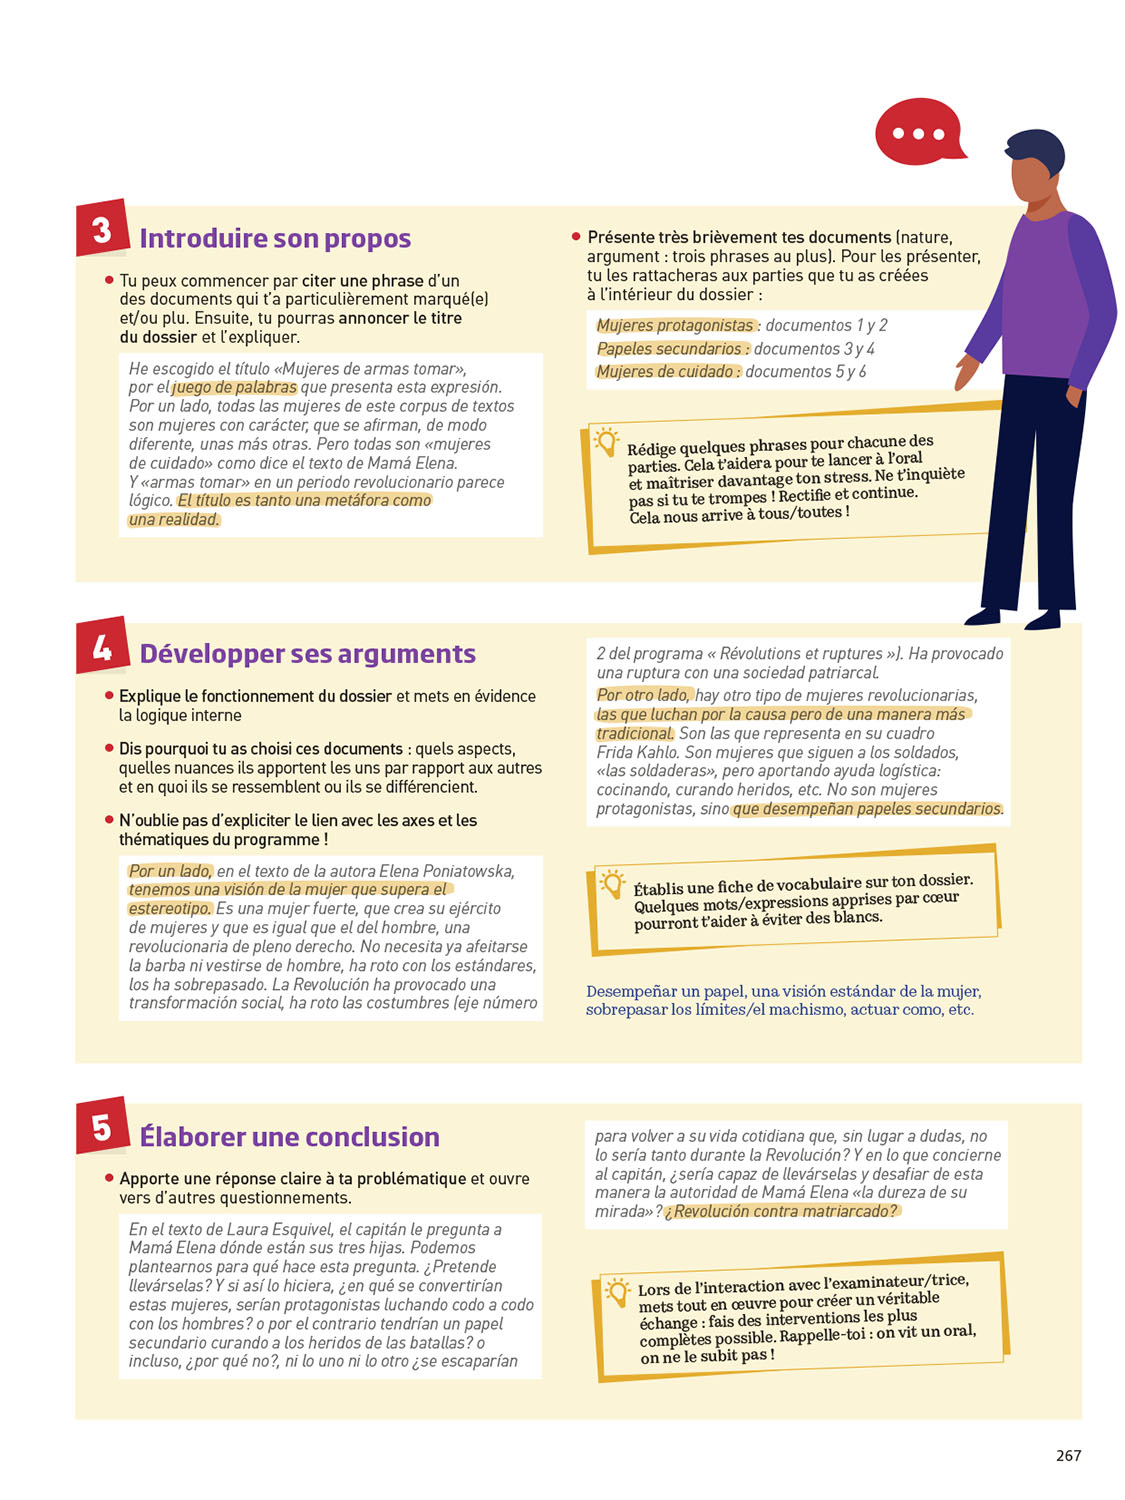 3
Introduire son propos
• Tu peux commencer par citer une phrase d'un
des documents qui t'a particulièrement marqué(e)
et/ou plu. Ensuite, tu pourras annoncer le titre
du dossier et l'expliquer.
He escogido el título «Mujeres de armas tomar»,
por el juego de palabras que presenta esta expresión.
Por un lado, todas las mujeres de este corpus de textos
son mujeres con carácter, que se afirman, de modo
diferente, unas más otras. Pero todas son «mujeres
de cuidado» como dice el texto de Mamá Elena.
Y «armas tomar» en un periodo revolucionario parece
lógico. El título es tanto una metáfora como
una realidad.
• Présente très brièvement tes documents (nature,
argument : trois phrases au plus). Pour les présenter,
tu les rattacheras aux parties que tu as créées
à l'intérieur du dossier :
Mujeres protagonistas : documentos 1 y 2
Papeles secundarios : documentos 3 y 4
Mujeres de cuidado : documentos 5 y 6
Rédige quelques phrases pour chacune des
parties. Cela t'aidera pour te lancer à l'oral
et maîtriser davantage ton stress. Ne t'inquiète
pas si tu te trompes ! Rectifie et continue.
Cela nous arrive à tous/toutes !
4
Développer ses arguments
• Explique le fonctionnement du dossier et mets en évidence
la logique interne
• Dis pourquoi tu as choisi ces documents : quels aspects,
quelles nuances ils apportent les uns par rapport aux autres
et en quoi ils se ressemblent ou ils se différencient.
• N'oublie pas d'expliciter le lien avec les axes et les
thématiques du programme !
Por un lado, en el texto de la autora Elena Poniatowska,
tenemos una visión de la mujer que supera el
estereotipo. Es una mujer fuerte, que crea su ejército
de mujeres y que es igual que el del hombre, una
revolucionaria de pleno derecho. No necesita ya afeitarse
la barba ni vestirse de hombre, ha roto con los estándares,
los ha sobrepasado. La Revolución ha provocado una
transformación social, ha roto las costumbres (eje número
2 del programa « Révolutions et ruptures »). Ha provocado
una ruptura con una sociedad patriarcal.
Por otro lado, hay otro tipo de mujeres revolucionarias,
las que luchan por la causa pero de una manera más
tradicional. Son las que representa en su cuadro
Frida Kahlo. Son mujeres que siguen a los soldados,
«las soldaderas», pero aportando ayuda logística:
cocinando, curando heridos, etc. No son mujeres
protagonistas, sino que desempeñan papeles secundarios.
Établis une fiche de vocabulaire sur ton dossier.
Quelques mots/expressions apprises par cœur
pourront t'aider à éviter des blancs.
Desempeñar un papel, una visión estándar de la mujer,
sobrepasar los límites/el machismo, actuar como, etc.
5
Élaborer une conclusion
• Apporte une réponse claire à ta problématique et ouvre
vers d'autres questionnements.
En el texto de Laura Esquivel, el capitán le pregunta a
Mamá Elena dónde están sus tres hijas. Podemos
plantearnos para qué hace esta pregunta. ¿Pretende
llevárselas? Y si así lo hiciera, ¿en qué se convertirían
estas mujeres, serían protagonistas luchando codo a codo
con los hombres? o por el contrario tendrían un papel
secundario curando a los heridos de las batallas? o
incluso, ¿por qué no?, ni lo uno ni lo otro ¿se escaparían
para volver a su vida cotidiana que, sin lugar a dudas, no
lo sería tanto durante la Revolución? Y en lo que concierne
al capitán, ¿sería capaz de llevárselas y desafiar de esta
manera la autoridad de Mamá Elena «la dureza de su
mirada»? ¿Revolución contra matriarcado?
Lors de l'interaction avec l'examinateur/trice,
mets tout en œuvre pour créer un véritable
échange : fais des interventions les plus
complètes possible. Rappelle-toi : on vit un oral,
on ne le subit pas !
267